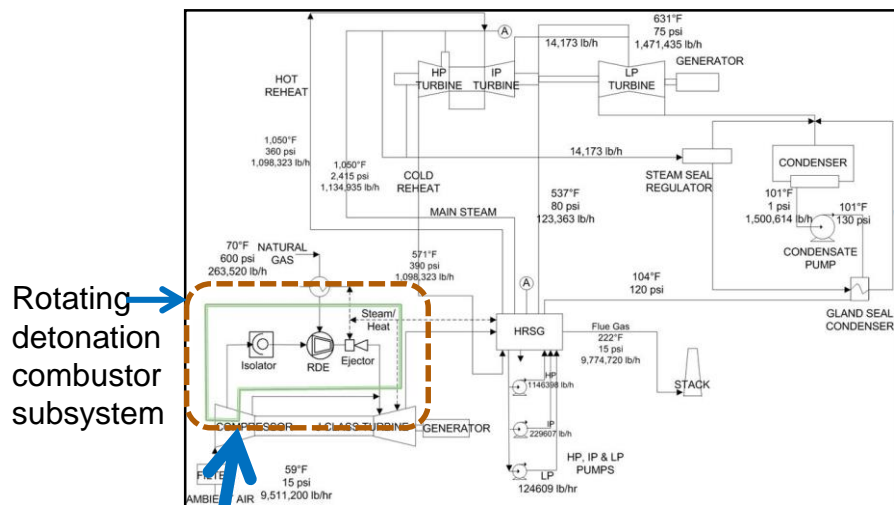 631°F
75 psi
1,471,435 lb/h
A
14,173 lb/h
GENERATOR
HP
TURBINE
IP
TURBINE
LP
TURBINE
HOT
REHEAT
1,050°F
360 psi
1,098,323 lb/h
1,050°F
2,415 psi
1,134,935 lb/h
COLD
REHEAT
14,173 lb/h
STEAM SEAL
REGULATOR
CONDENSER
MAIN STEAM
537°F
80 psi
123,363 lb/h
101°F
1 psi
1,500,614 lb/h
101°F
130 psi
CONDENSATE
PUMP
70°F
600 psi
263,520 lb/h
NATURAL
GAS
571°F
390 psi
1,098,323 lb/h
A
104°F
120 psi
GLAND SEAL
CONDENSER
Rotating
detonation
combustor
subsystem
Steam/
Heat
Isolator
RDE
Ejector
HRSG
Flue Gas
222°F
15 psi
9,774,720 lb/h
STACK
HP
1146398 lb/h
IP
229607 lb/h
LP
124609 lb/hr
HP, IP & LP
PUMPS
COMPRESSOR
CLASS TURBINE
GENERATOR
59°F
15 psi
9,511,200 lb/hr
AIR